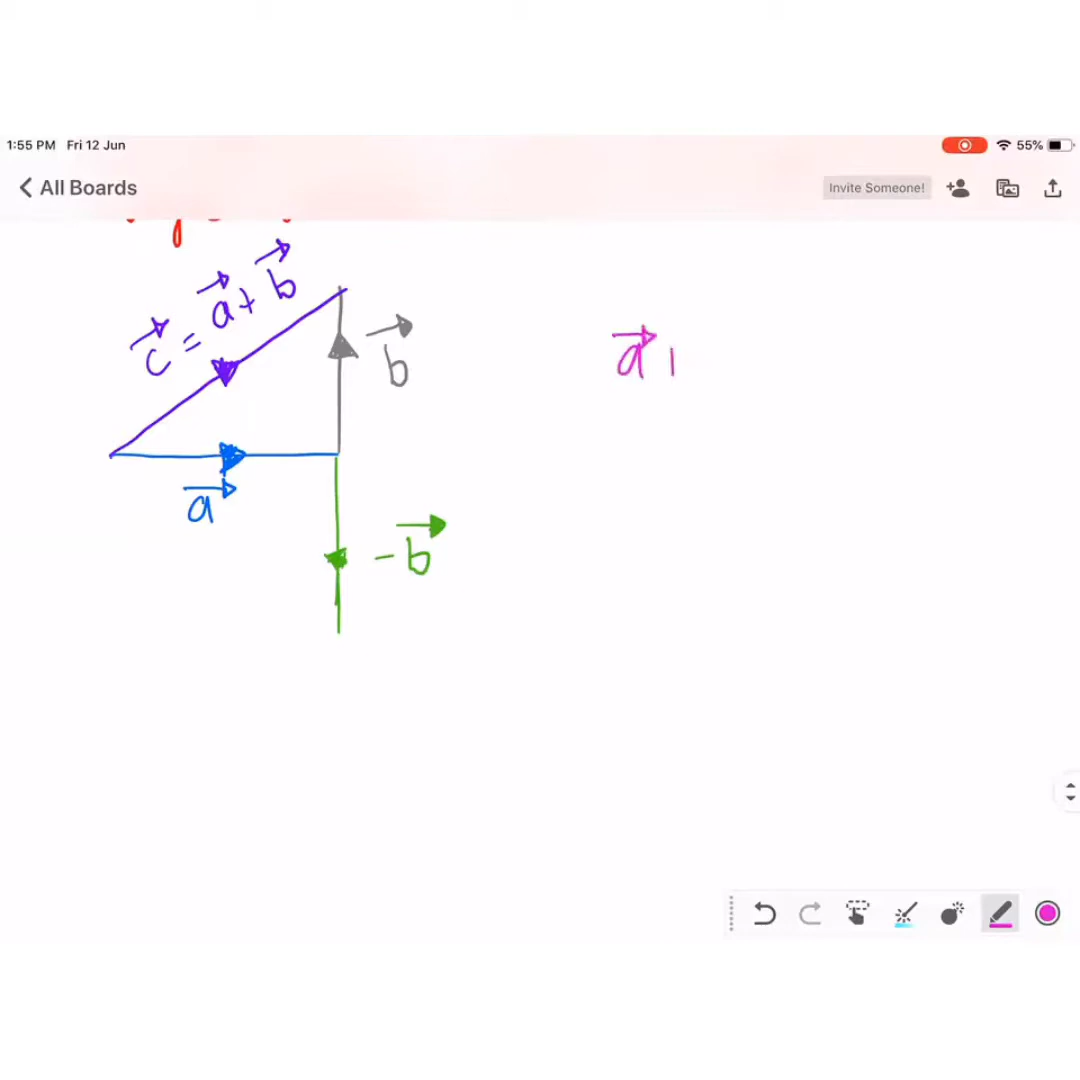 1:55 PM Fri 12 Jun 55%
All Boards Invite Someone!
c⃗ = a⃗ + b⃗
b⃗
a⃗ |
a⃗
-b⃗